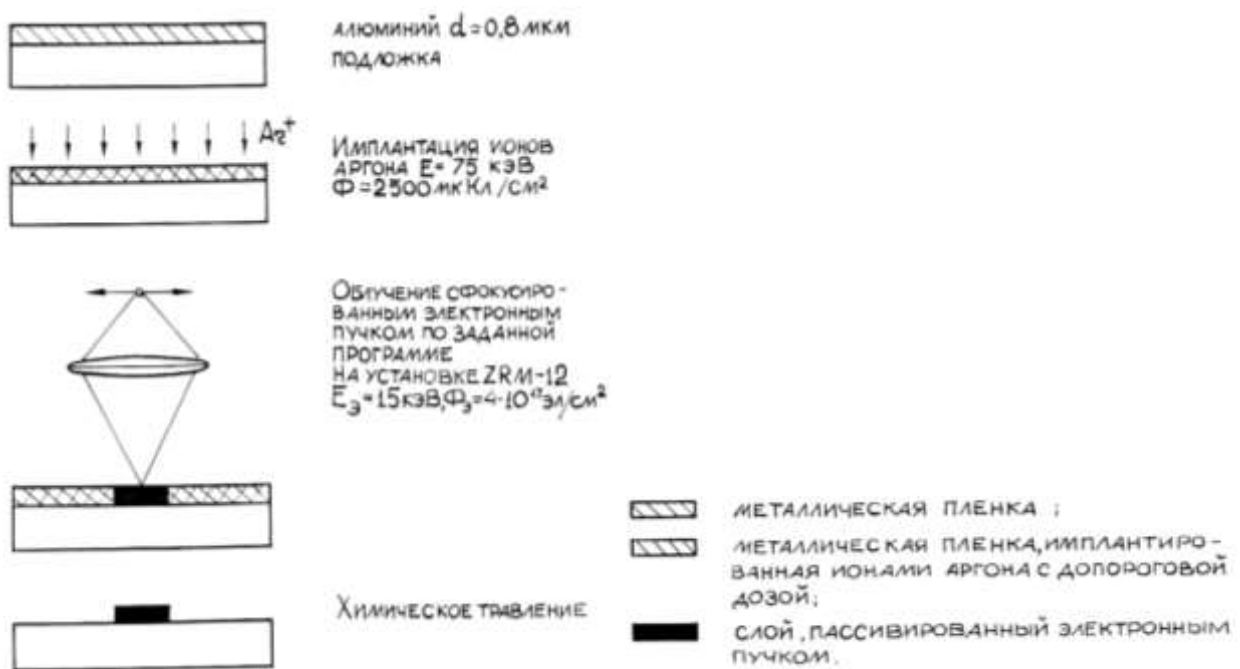 АЛЮМИНИЙ d=0,8 МКМ
ПОДЛОЖКА
Ar⁺
ИМПЛАНТАЦИЯ ИОНОВ
АРГОНА E= 75 КЭВ
Ф=2500 МК КЛ/СМ²
ОБЛУЧЕНИЕ СФОКУСИРО-
ВАННЫМ ЭЛЕКТРОННЫМ
ПУЧКОМ ПО ЗАДАННОЙ
ПРОГРАММЕ
НА УСТАНОВКЕ ZRM-12
Eэ=15КЭВ,Фэ=4·10¹⁷ЭЛ/СМ²
МЕТАЛЛИЧЕСКАЯ ПЛЕНКА ;
МЕТАЛЛИЧЕСКАЯ ПЛЕНКА, ИМПЛАНТИРО-
ВАННАЯ ИОНАМИ АРГОНА С ДОПОРОГОВОЙ
ДОЗОЙ;
СЛОЙ, ПАССИВИРОВАННЫЙ ЭЛЕКТРОННЫМ
ПУЧКОМ.
ХИМИЧЕСКОЕ ТРАВЛЕНИЕ